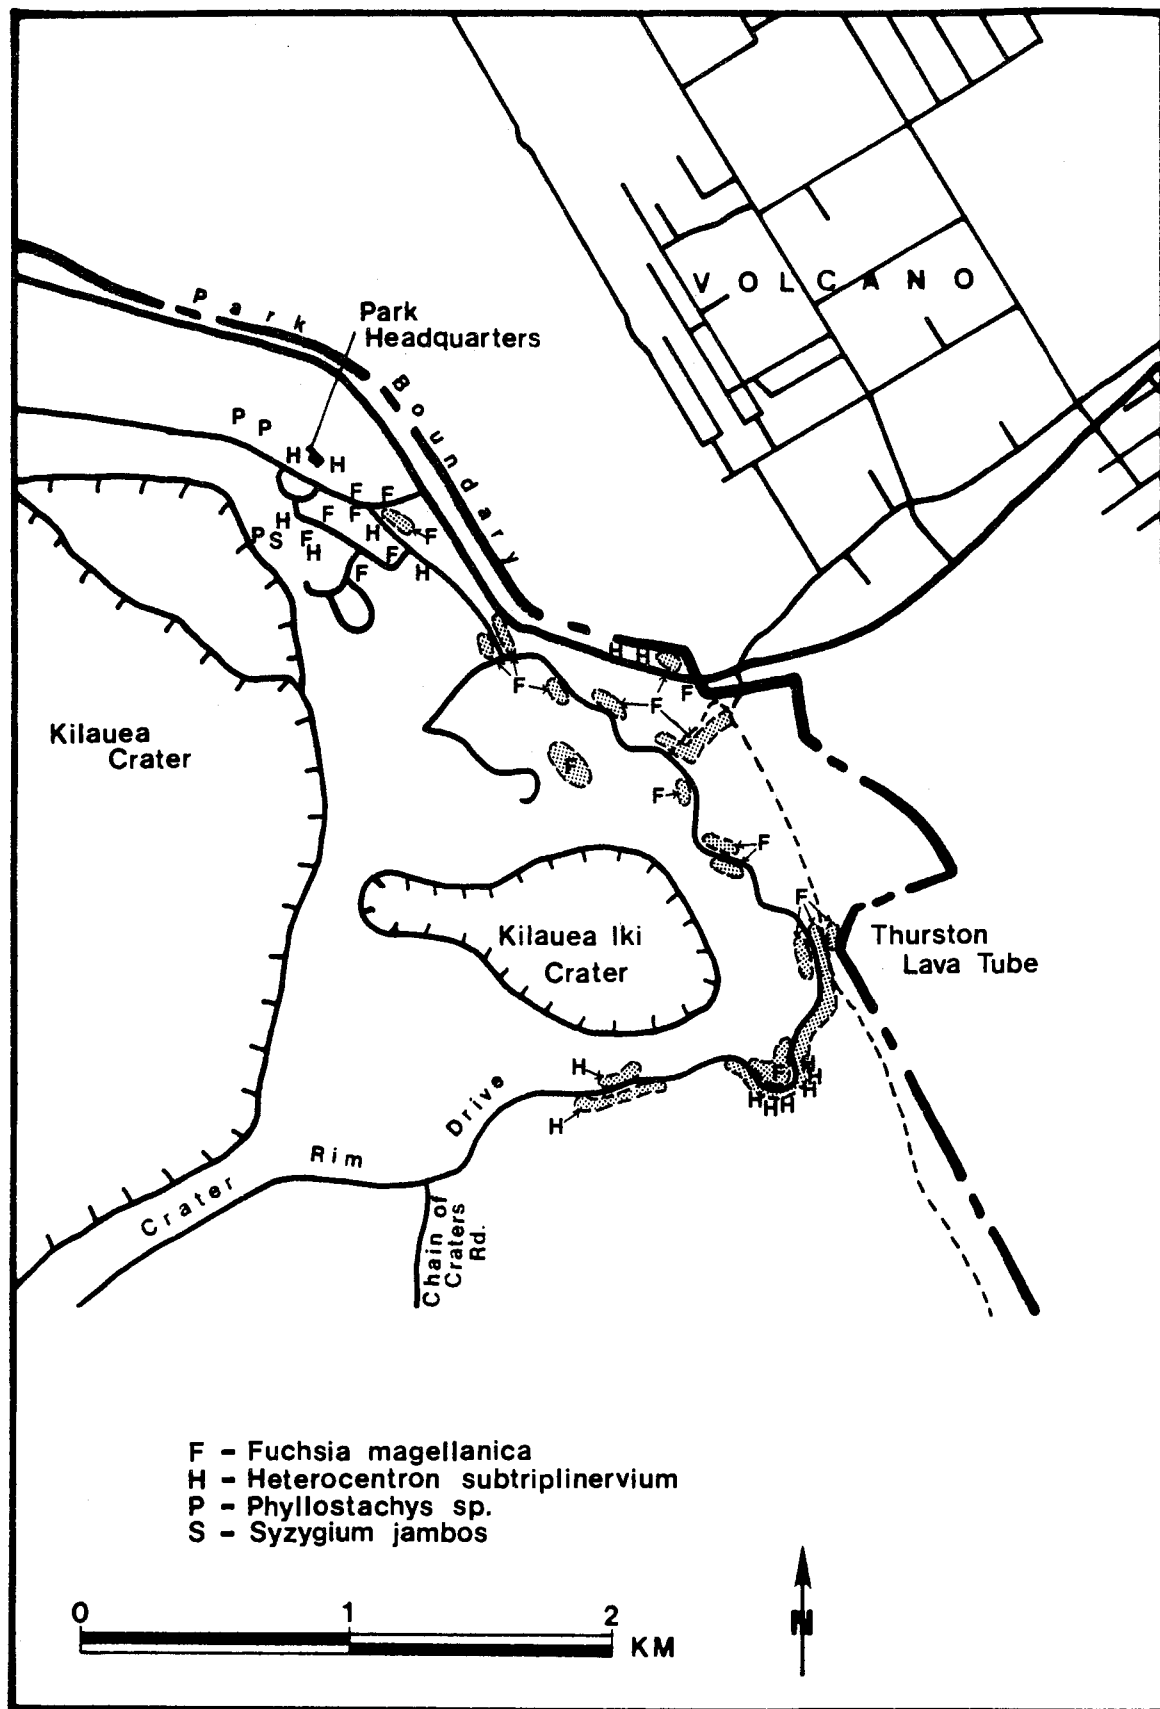 VOLCANO
Park Boundary
Park
Headquarters
P P
H H
F F
H F F
H F
P S F
H
F
H
F
H H
F
F
F
Kilauea
Crater
F
F
F
F
Kilauea Iki
Crater
Thurston
Lava Tube
H
F
H
H
H H H
H
Crater Rim Drive
Chain of
Craters
Rd.
F - Fuchsia magellanica
H - Heterocentron subtriplinervium
P - Phyllostachys sp.
S - Syzygium jambos
0 1 2
KM
N